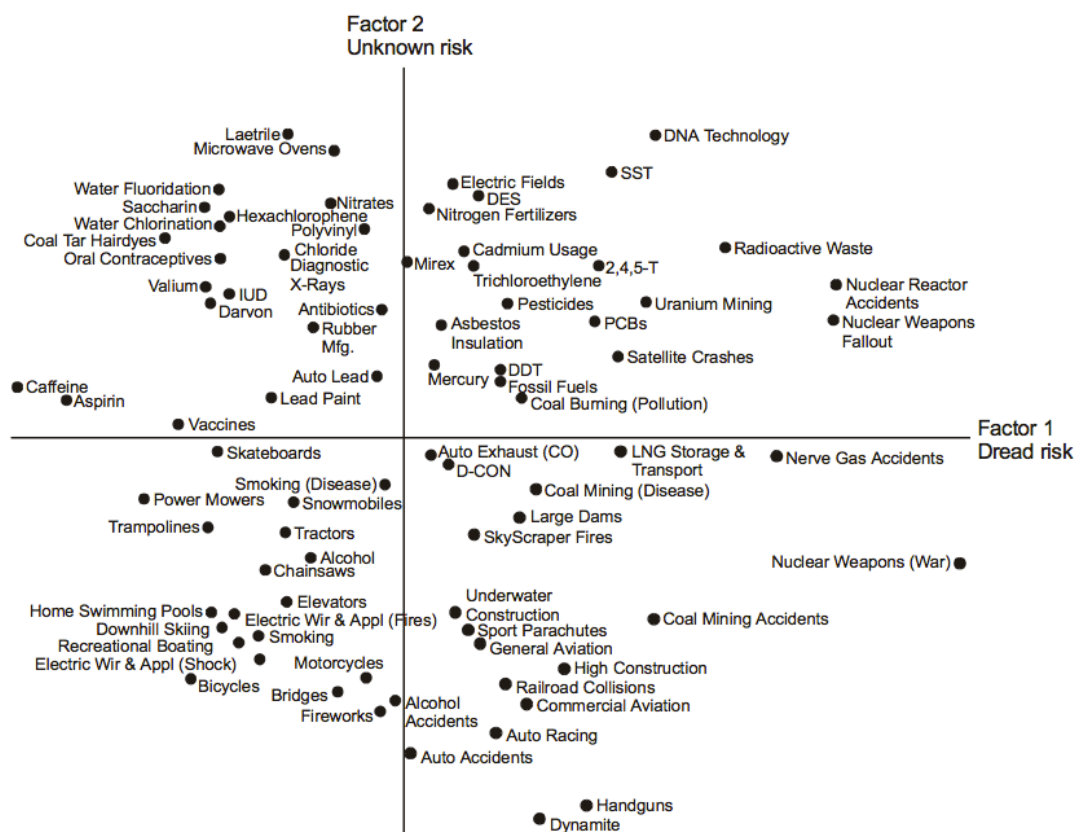 Factor 2
Unknown risk
Laetrile
Microwave Ovens
DNA Technology
SST
Water Fluoridation
Electric Fields
DES
Saccharin
Nitrates
Nitrogen Fertilizers
Hexachlorophene
Water Chlorination
Polyvinyl
Coal Tar Hairdyes
Oral Contraceptives
Chloride
Diagnostic
X-Rays
Mirex
Cadmium Usage
Trichloroethylene
2,4,5-T
Radioactive Waste
Valium
IUD
Darvon
Antibiotics
Pesticides
Uranium Mining
Nuclear Reactor
Accidents
Rubber
Mfg.
Asbestos
Insulation
PCBs
Nuclear Weapons
Fallout
Satellite Crashes
Auto Lead
Mercury
DDT
Fossil Fuels
Caffeine
Aspirin
Lead Paint
Coal Burning (Pollution)
Vaccines
Factor 1
Dread risk
Skateboards
Auto Exhaust (CO)
D-CON
LNG Storage &
Transport
Nerve Gas Accidents
Smoking (Disease)
Coal Mining (Disease)
Power Mowers
Snowmobiles
Trampolines
Tractors
Large Dams
SkyScraper Fires
Alcohol
Chainsaws
Nuclear Weapons (War)
Elevators
Underwater
Construction
Home Swimming Pools
Electric Wir & Appl (Fires)
Coal Mining Accidents
Downhill Skiing
Smoking
Sport Parachutes
Recreational Boating
General Aviation
Electric Wir & Appl (Shock)
Motorcycles
High Construction
Bicycles
Bridges
Railroad Collisions
Fireworks
Alcohol
Accidents
Commercial Aviation
Auto Racing
Auto Accidents
Handguns
Dynamite